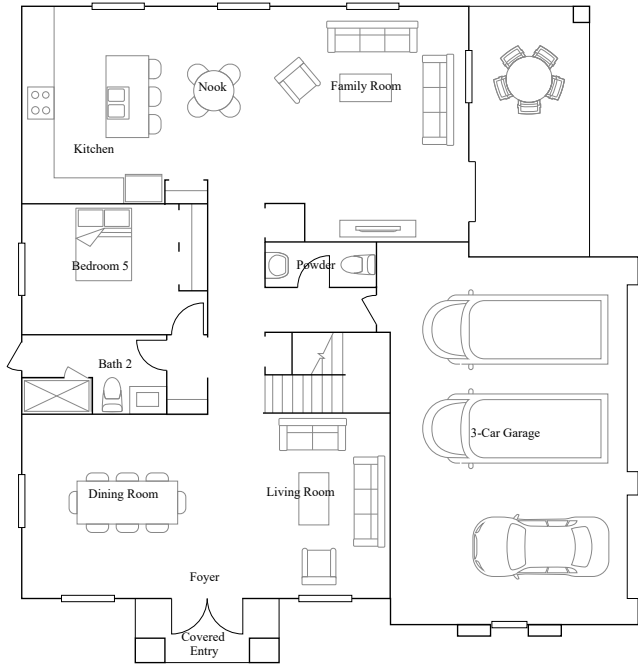 Nook
Family Room
Kitchen
Bedroom 5
Powder
Bath 2
3-Car Garage
Dining Room
Living Room
Foyer
Covered
Entry